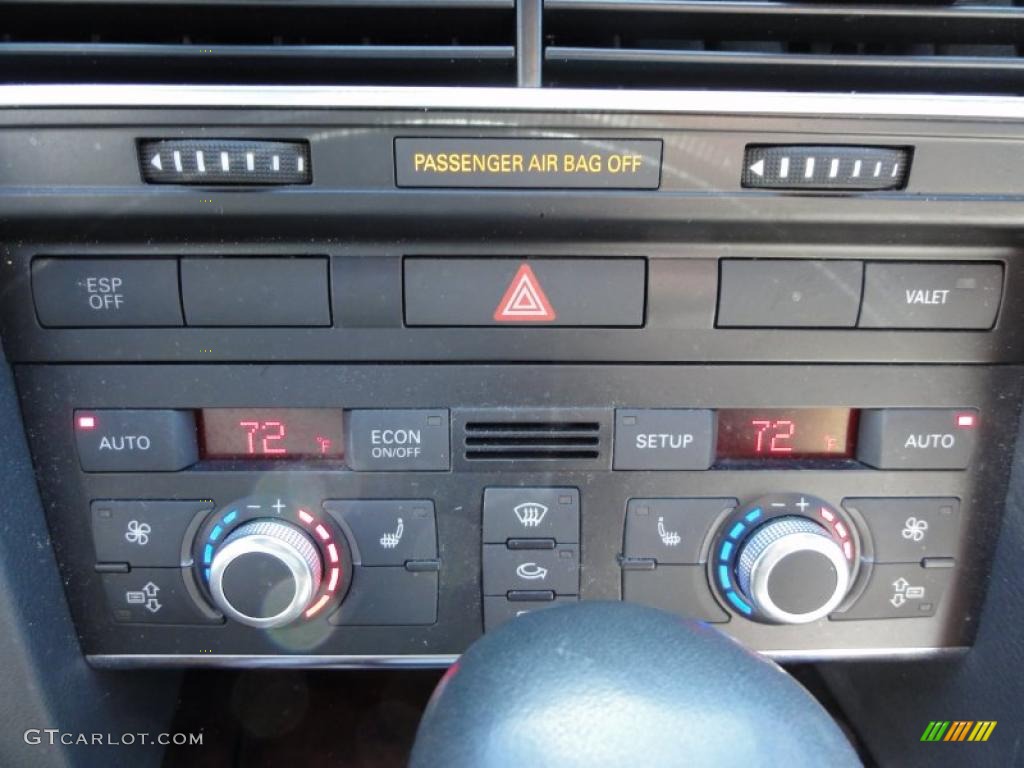 PASSENGER AIR BAG OFF
ESP
OFF
VALET
AUTO
72 °F
ECON
ON/OFF
SETUP
72 °F
AUTO
- +
- +
GTCARLOT.COM